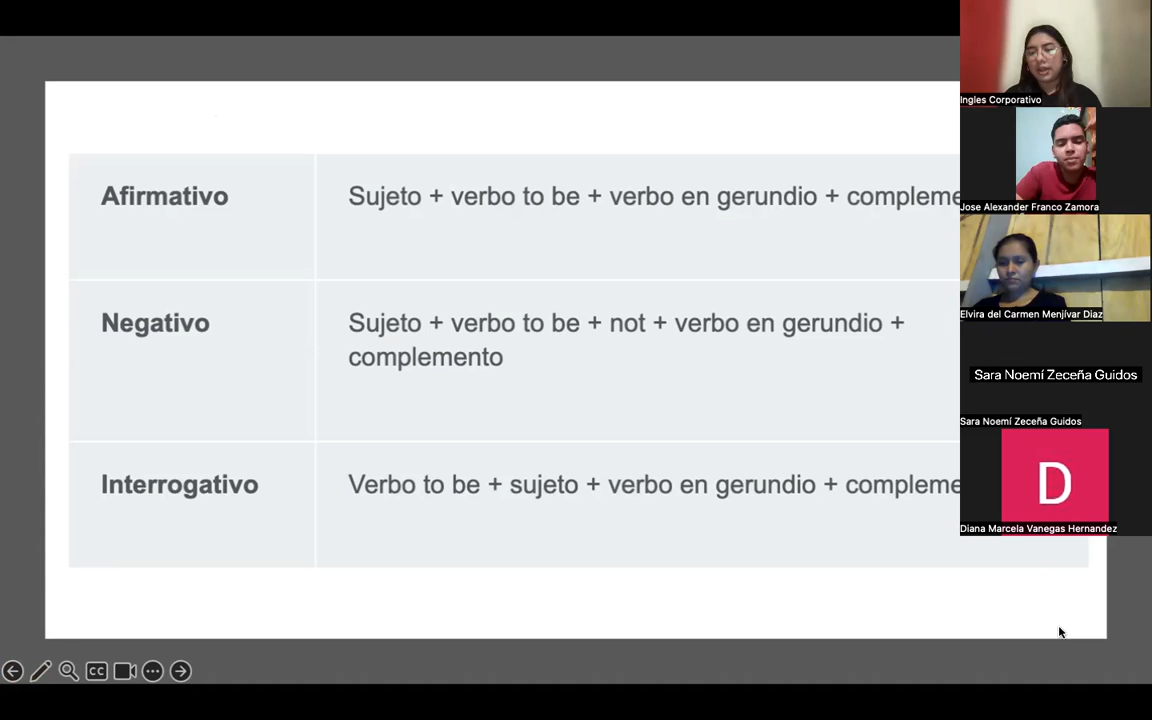 Afirmativo
Sujeto + verbo to be + verbo en gerundio +ompleme
Negativo
Sujeto + verbo to be + not + verbo en gerundio +
complemento
Interrogativo
Verbo to be + sujeto + verbo en gerundio + compleme
Ingles Corporativo
Jose Alexander Franco Zamora
Elvira del Carmen Menjívar Diaz
Sara Noemí Zeceña Guidos
Sara Noemí Zeceña Guidos
D
Diana Marcela Vanegas Hernandez
CC